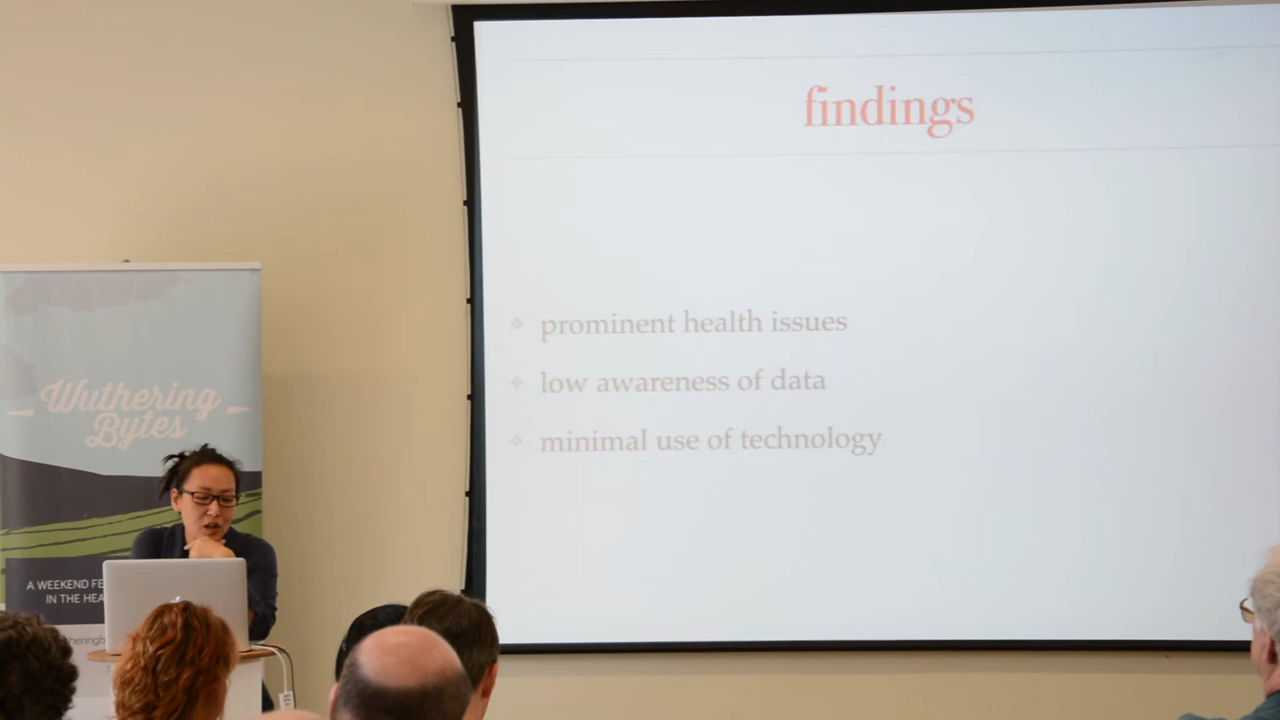 findings
prominent health issues
low awareness of data
minimal use of technology
Wuthering
Bytes
A WEEKEND FE
IN THE HEA